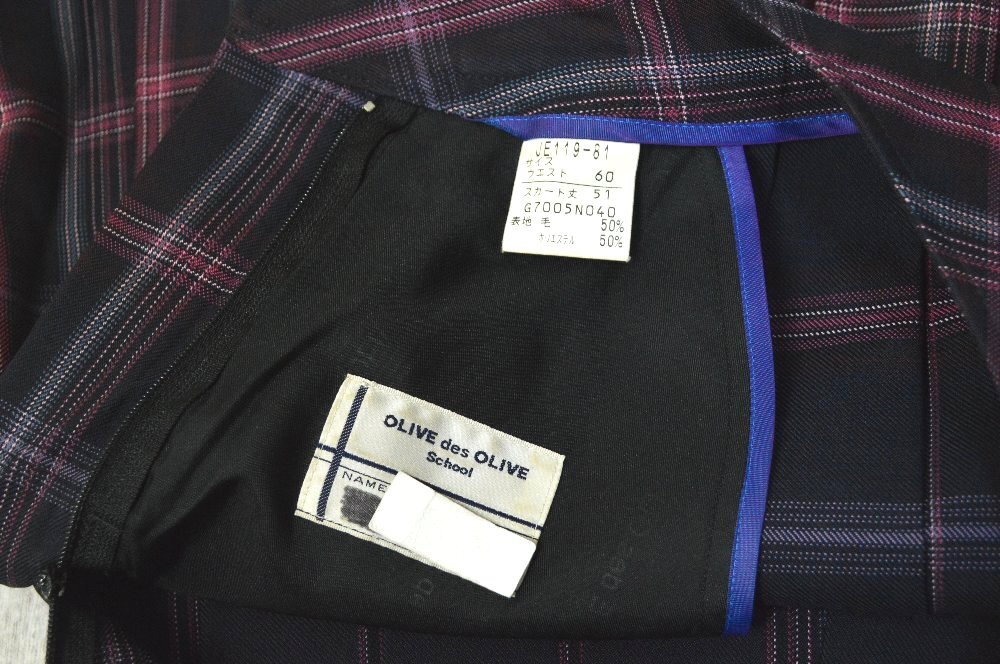 JE119-81
サイズ
ウエスト 60
スカート丈 51
G7005N040
表地 毛 50%
ポリエステル 50%
OLIVE des OLIVE
School
NAME